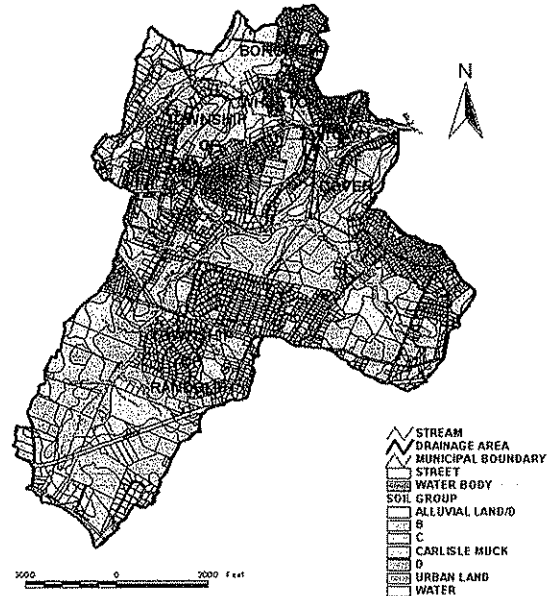 BOROUGH
TOWNSHIP
OF
DOVER
RANDOLPH
N
STREAM
DRAINAGE AREA
MUNICIPAL BOUNDARY
STREET
WATER BODY
SOIL GROUP
ALLUVIAL LAND/D
B
C
CARLISLE MUCK
D
URBAN LAND
WATER
0
2000 Feet